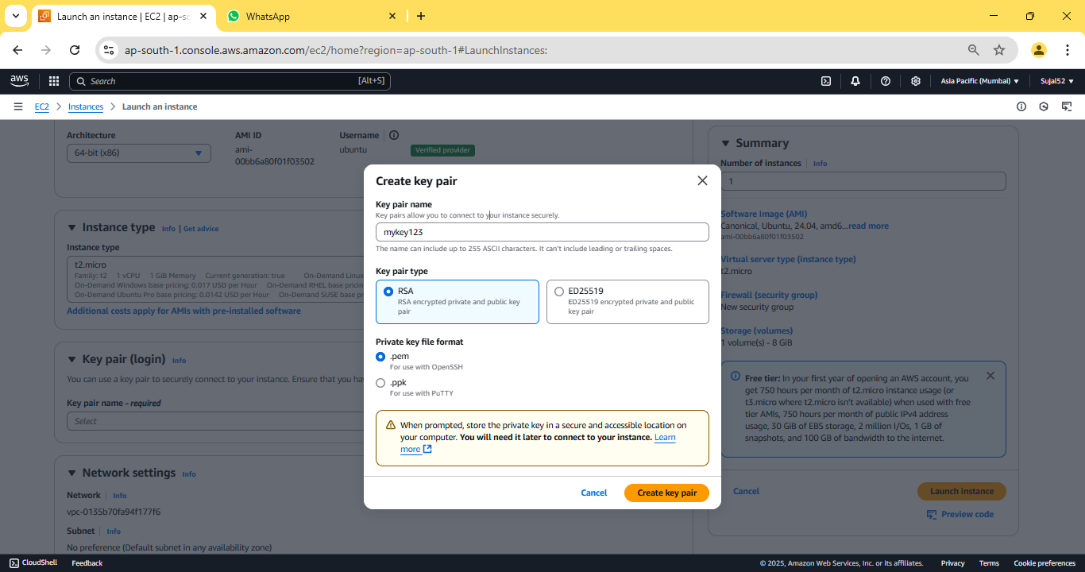 Launch an instance | EC2 | ap-so
WhatsApp
ap-south-1.console.aws.amazon.com/ec2/home?region=ap-south-1#LaunchInstances:
aws
Search
[Alt+S]
Asia Pacific (Mumbai)
Sujal52
EC2
Instances
Launch an instance
Architecture
64-bit (x86)
AMI ID
ami-
00bb6a80f01f03502
Username
ubuntu
Verified provider
Instance type Info | Get advice
Instance type
t2.micro
Family: t2 1 vCPU 1 GiB Memory Current generation: true On-Demand Linux
On-Demand Windows base pricing: 0.017 USD per Hour On-Demand RHEL base pricin
On-Demand Ubuntu Pro base pricing: 0.0142 USD per Hour On-Demand SUSE base
Additional costs apply for AMIs with pre-installed software
Key pair (login) Info
You can use a key pair to securely connect to your instance. Ensure that you ha
Key pair name - required
Select
Network settings Info
Network Info
vpc-0135b70fa94f177f6
Subnet Info
No preference (Default subnet in any availability zone)
Create key pair
Key pair name
Key pairs allow you to connect to your instance securely.
mykey123
The name can include up to 255 ASCII characters. It can't include leading or trailing spaces.
Key pair type
RSA
RSA encrypted private and public key
pair
ED25519
ED25519 encrypted private and public
key pair
Private key file format
.pem
For use with OpenSSH
.ppk
For use with PuTTY
When prompted, store the private key in a secure and accessible location on
your computer. You will need it later to connect to your instance. Learn
more
Cancel
Create key pair
Summary
Number of instances Info
1
Software Image (AMI)
Canonical, Ubuntu, 24.04, amd6...read more
ami-00bb6a80f01f03502
Virtual server type (instance type)
t2.micro
Firewall (security group)
New security group
Storage (volumes)
1 volume(s) - 8 GiB
Free tier: In your first year of opening an AWS account, you
get 750 hours per month of t2.micro instance usage (or
t3.micro where t2.micro isn't available) when used with free
tier AMIs, 750 hours per month of public IPv4 address
usage, 30 GiB of EBS storage, 2 million I/Os, 1 GB of
snapshots, and 100 GB of bandwidth to the internet.
Cancel
Launch instance
Preview code
CloudShell
Feedback
© 2025, Amazon Web Services, Inc. or its affiliates.
Privacy
Terms
Cookie preferences